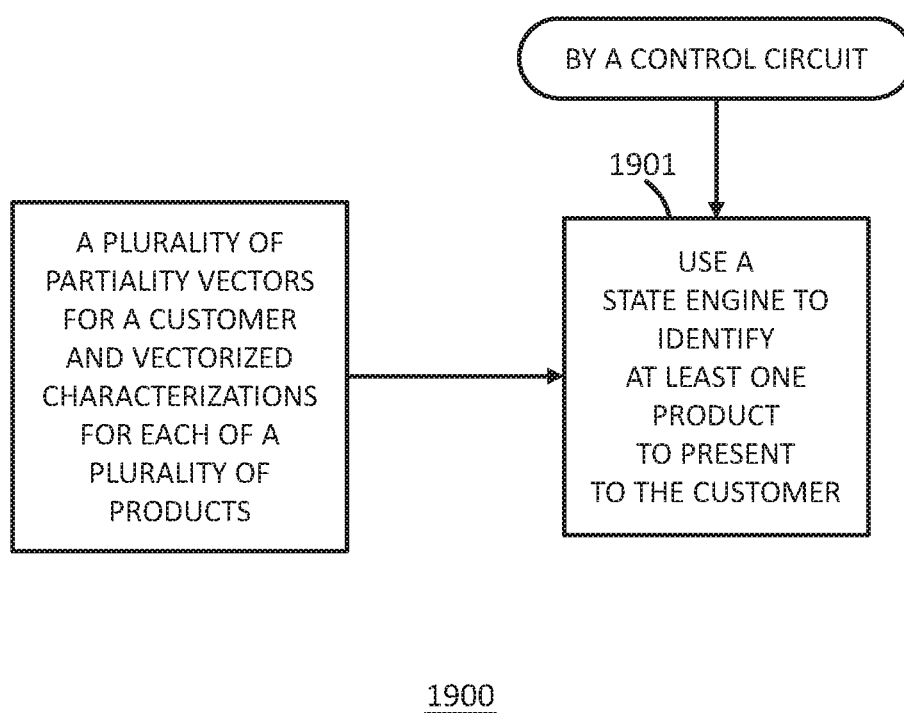 BY A CONTROL CIRCUIT
1901
A PLURALITY OF
PARTIALITY VECTORS
FOR A CUSTOMER
AND VECTORIZED
CHARACTERIZATIONS
FOR EACH OF A
PLURALITY OF
PRODUCTS
USE A
STATE ENGINE TO
IDENTIFY
AT LEAST ONE
PRODUCT
TO PRESENT
TO THE CUSTOMER
1900